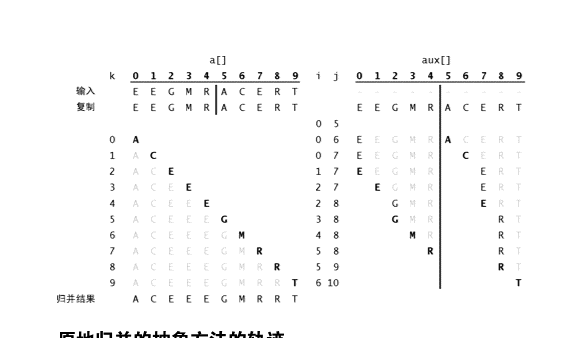 a[] aux[]
k 0 1 2 3 4 5 6 7 8 9 i j 0 1 2 3 4 5 6 7 8 9
输入 E E G M R A C E R T - - - - - - - - - -
复制 E E G M R A C E R T E E G M R A C E R T
0 5
0 A 0 6 E E G M R A C E R T
1 A C 0 7 E E G M R C E R T
2 A C E 1 7 E E G M R E R T
3 A C E E 2 7 E G M R E R T
4 A C E E E 2 8 G M R E R T
5 A C E E E G 3 8 G M R R T
6 A C E E E G M 4 8 M R R T
7 A C E E E G M R 5 8 R R T
8 A C E E E G M R R 5 9 R T
9 A C E E E G M R R T 6 10 T
归并结果 A C E E E G M R R T
原地归并的抽象方法的轨迹